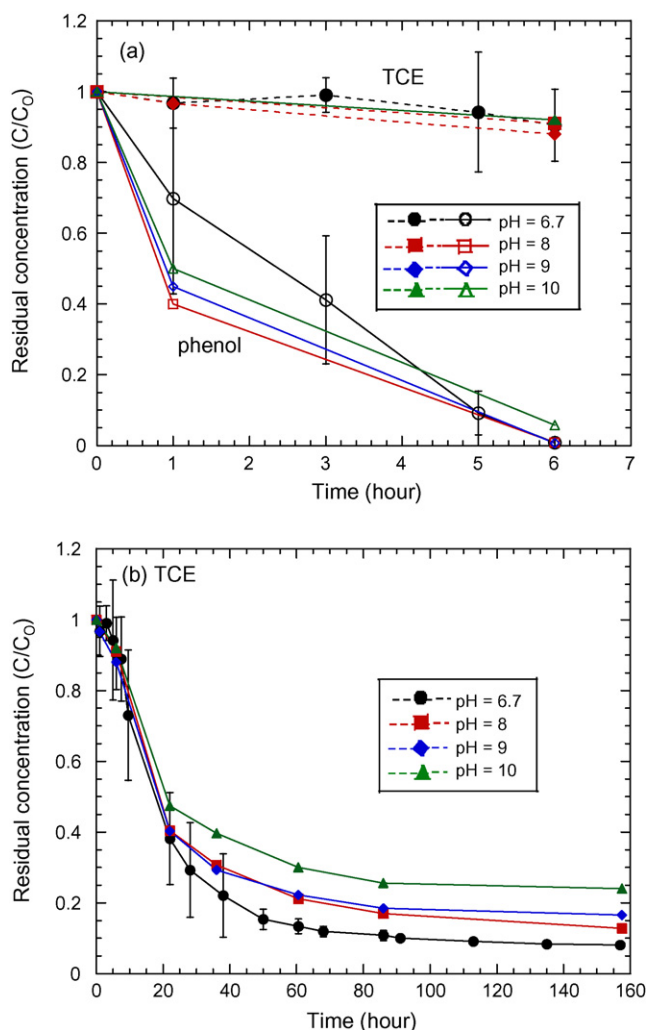 (a)
TCE
phenol
pH = 6.7
pH = 8
pH = 9
pH = 10
Residual concentration (C/C_O)
1.2
1
0.8
0.6
0.4
0.2
0
0 1 2 3 4 5 6 7
Time (hour)
(b) TCE
pH = 6.7
pH = 8
pH = 9
pH = 10
Residual concentration (C/C_O)
1.2
1
0.8
0.6
0.4
0.2
0
0 20 40 60 80 100 120 140 160
Time (hour)